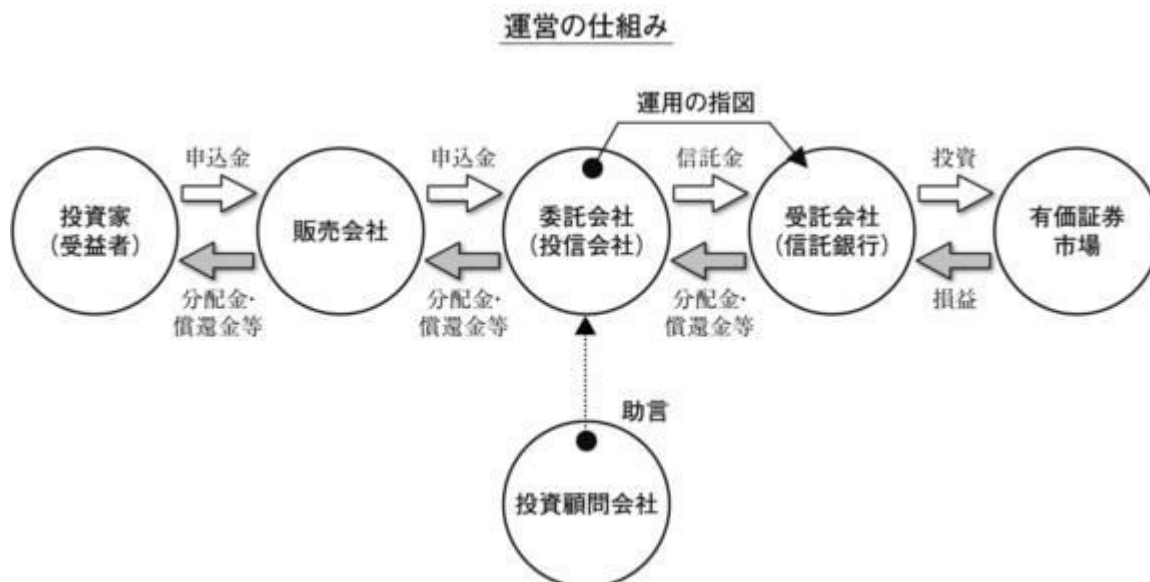 運営の仕組み
運用の指図
申込金
申込金
信託金
投資
投資家
（受益者）
販売会社
委託会社
（投信会社）
受託会社
（信託銀行）
有価証券
市場
分配金・
償還金等
分配金・
償還金等
分配金・
償還金等
損益
助言
投資顧問会社